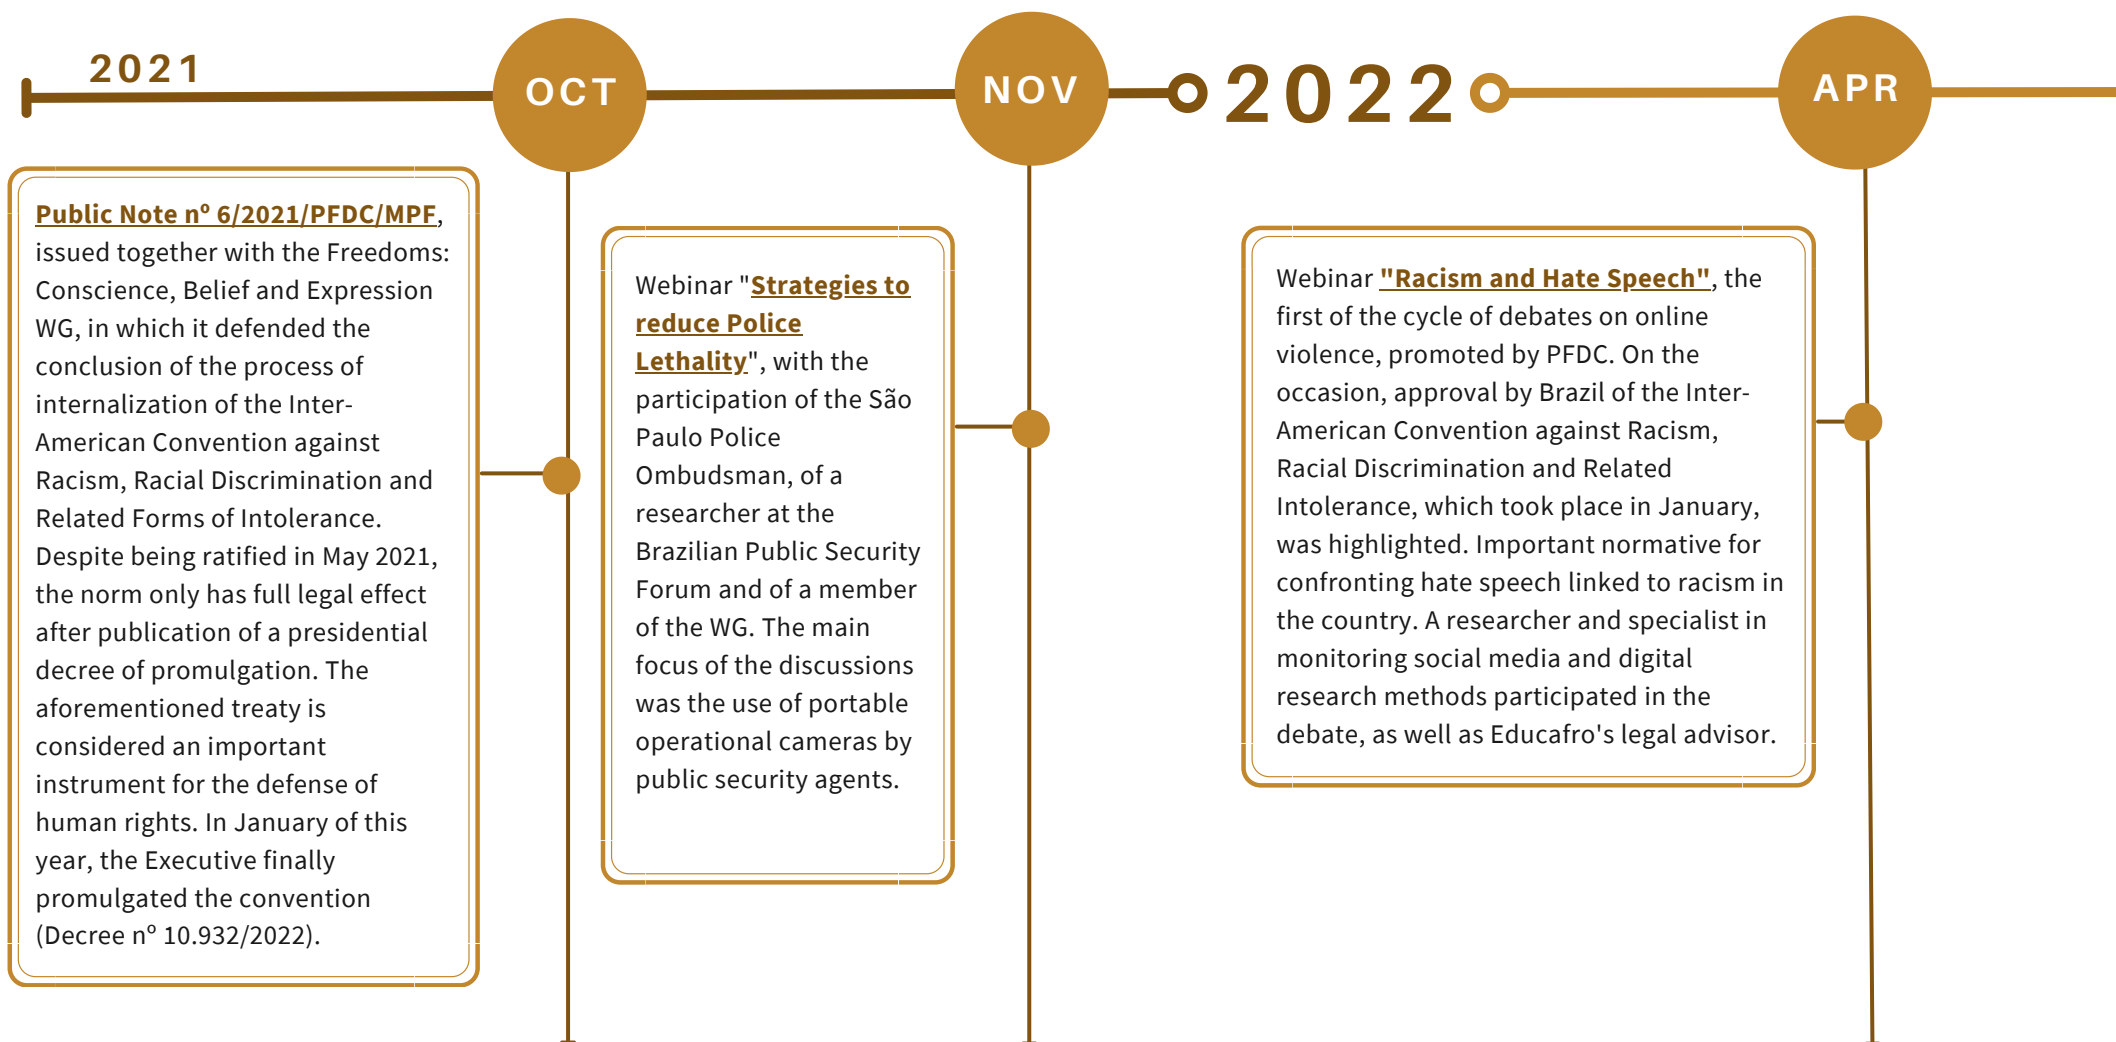 2021
OCT
NOV
2022
APR
Public Note nº 6/2021/PFDC/MPF,
issued together with the Freedoms:
Conscience, Belief and Expression
WG, in which it defended the
conclusion of the process of
internalization of the Inter-
American Convention against
Racism, Racial Discrimination and
Related Forms of Intolerance.
Despite being ratified in May 2021,
the norm only has full legal effect
after publication of a presidential
decree of promulgation. The
aforementioned treaty is
considered an important
instrument for the defense of
human rights. In January of this
year, the Executive finally
promulgated the convention
(Decree nº 10.932/2022).
Webinar "Strategies to
reduce Police
Lethality", with the
participation of the São
Paulo Police
Ombudsman, of a
researcher at the
Brazilian Public Security
Forum and of a member
of the WG. The main
focus of the discussions
was the use of portable
operational cameras by
public security agents.
Webinar "Racism and Hate Speech", the
first of the cycle of debates on online
violence, promoted by PFDC. On the
occasion, approval by Brazil of the Inter-
American Convention against Racism,
Racial Discrimination and Related
Intolerance, which took place in January,
was highlighted. Important normative for
confronting hate speech linked to racism in
the country. A researcher and specialist in
monitoring social media and digital
research methods participated in the
debate, as well as Educafro's legal advisor.